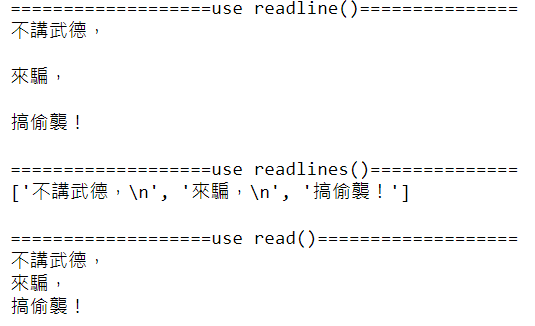 ===================use readline()===============
不講武德，
來騙，
搞偷襲！
===================use readlines()==============
['不講武德，\n', '來騙，\n', '搞偷襲！']
===================use read()===================
不講武德，
來騙，
搞偷襲！